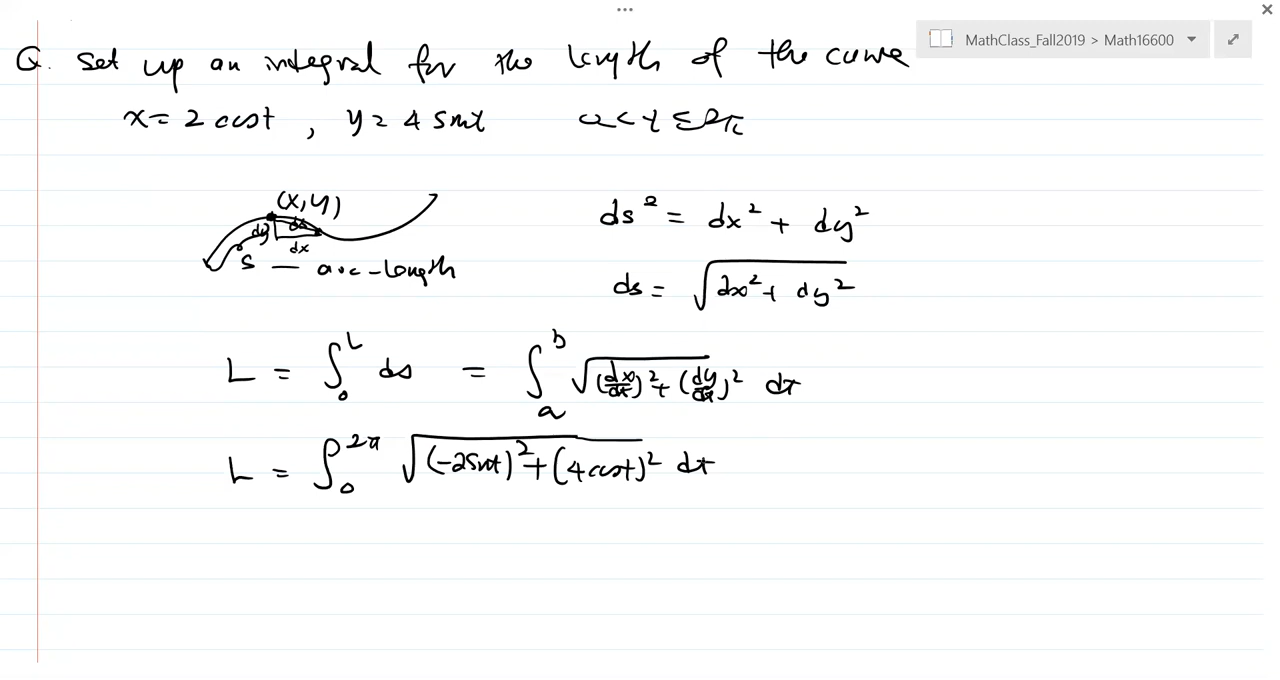 MathClass_Fall2019 > Math16600
Q. Set up an integral for the length of the curve
x = 2 cost , y = 4 sint 0 < t ≤ 2π
(x,y)
ds
dy
dx
S — arc-length
ds² = dx² + dy²
ds = √(dx² + dy²)
L = ∫₀ᴸ ds = ∫ₐᵇ √((dx/dt)² + (dy/dt)²) dt
L = ∫₀^2π √((-2sint)² + (4cost)²) dt